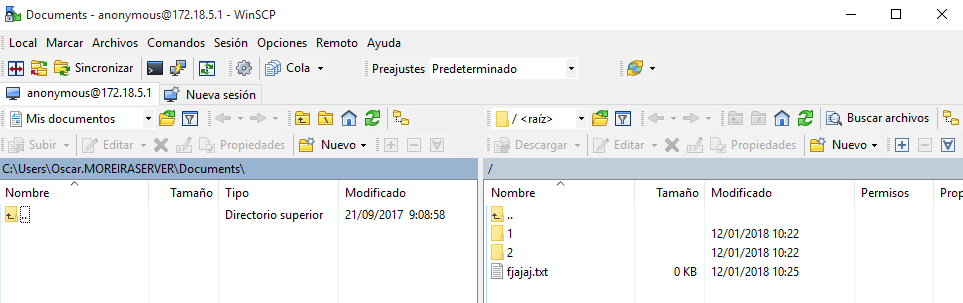 Documents - anonymous@172.18.5.1 - WinSCP
Local Marcar Archivos Comandos Sesión Opciones Remoto Ayuda
Sincronizar Cola Preajustes Predeterminado
anonymous@172.18.5.1 Nueva sesión
Mis documentos / <raíz> Buscar archivos
Subir Editar Propiedades Nuevo Descargar Editar Propiedades Nuevo
C:\Users\Oscar.MOREIRASERVER\Documents\ /
Nombre Tamaño Tipo Modificado Nombre Tamaño Modificado Permisos Prop
.. Directorio superior 21/09/2017 9:08:58 ..
1 12/01/2018 10:22
2 12/01/2018 10:22
fjajaj.txt 0 KB 12/01/2018 10:25